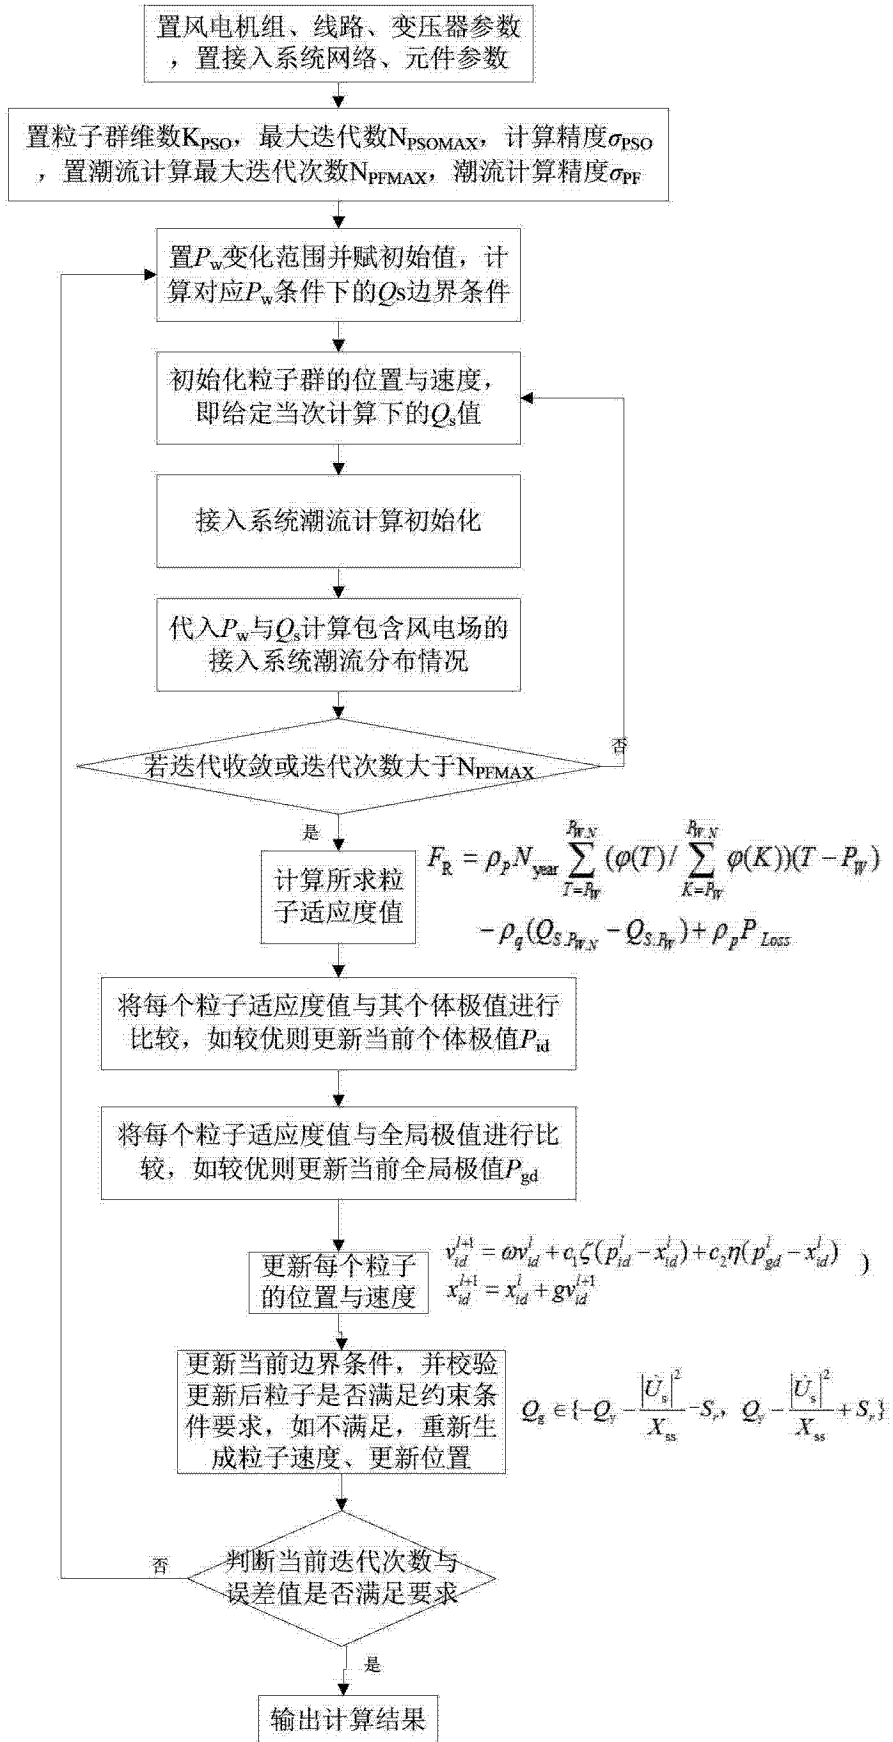 置风电机组、线路、变压器参数
，置接入系统网络、元件参数
置粒子群维数K_PSO，最大迭代数N_PSOMAX，计算精度σ_PSO
，置潮流计算最大迭代次数N_PFMAX，潮流计算精度σ_PF
置P_w变化范围并赋初始值，计
算对应P_w条件下的Qs边界条件
初始化粒子群的位置与速度，
即给定当次计算下的Q_s值
接入系统潮流计算初始化
代入P_w与Q_s计算包含风电场的
接入系统潮流分布情况
若迭代收敛或迭代次数大于N_PFMAX
否
是
计算所求粒
子适应度值
F_R = ρ_P N_year ∑_{T=P_W}^{P_{W.N}} (φ(T) / ∑_{K=P_W}^{P_{W.N}} φ(K))(T − P_W)
− ρ_q(Q_{S.P_{W.N}} − Q_{S.P_W}) + ρ_p P_Loss
将每个粒子适应度值与其个体极值进行
比较，如较优则更新当前个体极值P_id
将每个粒子适应度值与全局极值进行比
较，如较优则更新当前全局极值P_gd
更新每个粒子
的位置与速度
v_id^{l+1} = ωv_id^l + c_1ζ(p_id^l − x_id^l) + c_2η(p_gd^l − x_id^l) )
x_id^{l+1} = x_id^l + gv_id^{l+1}
更新当前边界条件，并校验
更新后粒子是否满足约束条
件要求，如不满足，重新生
成粒子速度、更新位置
Q_g ∈ {−Q_y − |U̇_s|²/X_ss − S_r, Q_y − |U̇_s|²/X_ss + S_r}
判断当前迭代次数与
误差值是否满足要求
否
是
输出计算结果